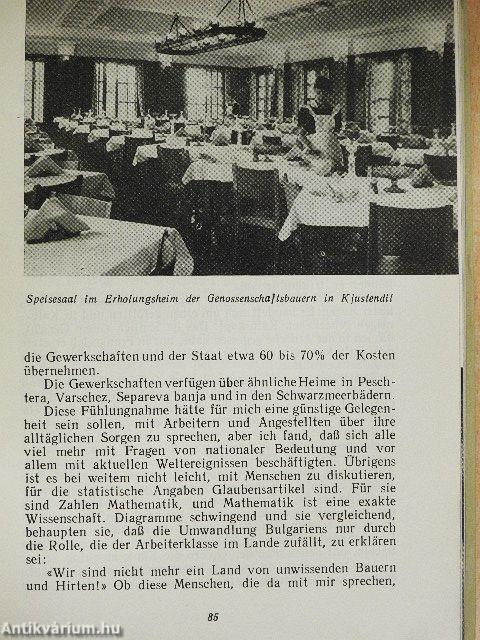 Speisesaal im Erholungsheim der Genossenschaftsbauern in Kjustendil
die Gewerkschaften und der Staat etwa 60 bis 70% der Kosten
übernehmen.
Die Gewerkschaften verfügen über ähnliche Heime in Pesch-
tera, Varschez, Separeva banja und in den Schwarzmeerbädern.
Diese Fühlungnahme hätte für mich eine günstige Gelegen-
heit sein sollen, mit Arbeitern und Angestellten über ihre
alltäglichen Sorgen zu sprechen, aber ich fand, daß sich alle
viel mehr mit Fragen von nationaler Bedeutung und vor
allem mit aktuellen Weltereignissen beschäftigten. Übrigens
ist es bei weitem nicht leicht, mit Menschen zu diskutieren,
für die statistische Angaben Glaubensartikel sind. Für sie
sind Zahlen Mathematik, und Mathematik ist eine exakte
Wissenschaft. Diagramme schwingend und sie vergleichend,
behaupten sie, daß die Umwandlung Bulgariens nur durch
die Rolle, die der Arbeiterklasse im Lande zufällt, zu erklären
sei:
«Wir sind nicht mehr ein Land von unwissenden Bauern
und Hirten!» Ob diese Menschen, die da mit mir sprechen,
85
Antikvárium.hu